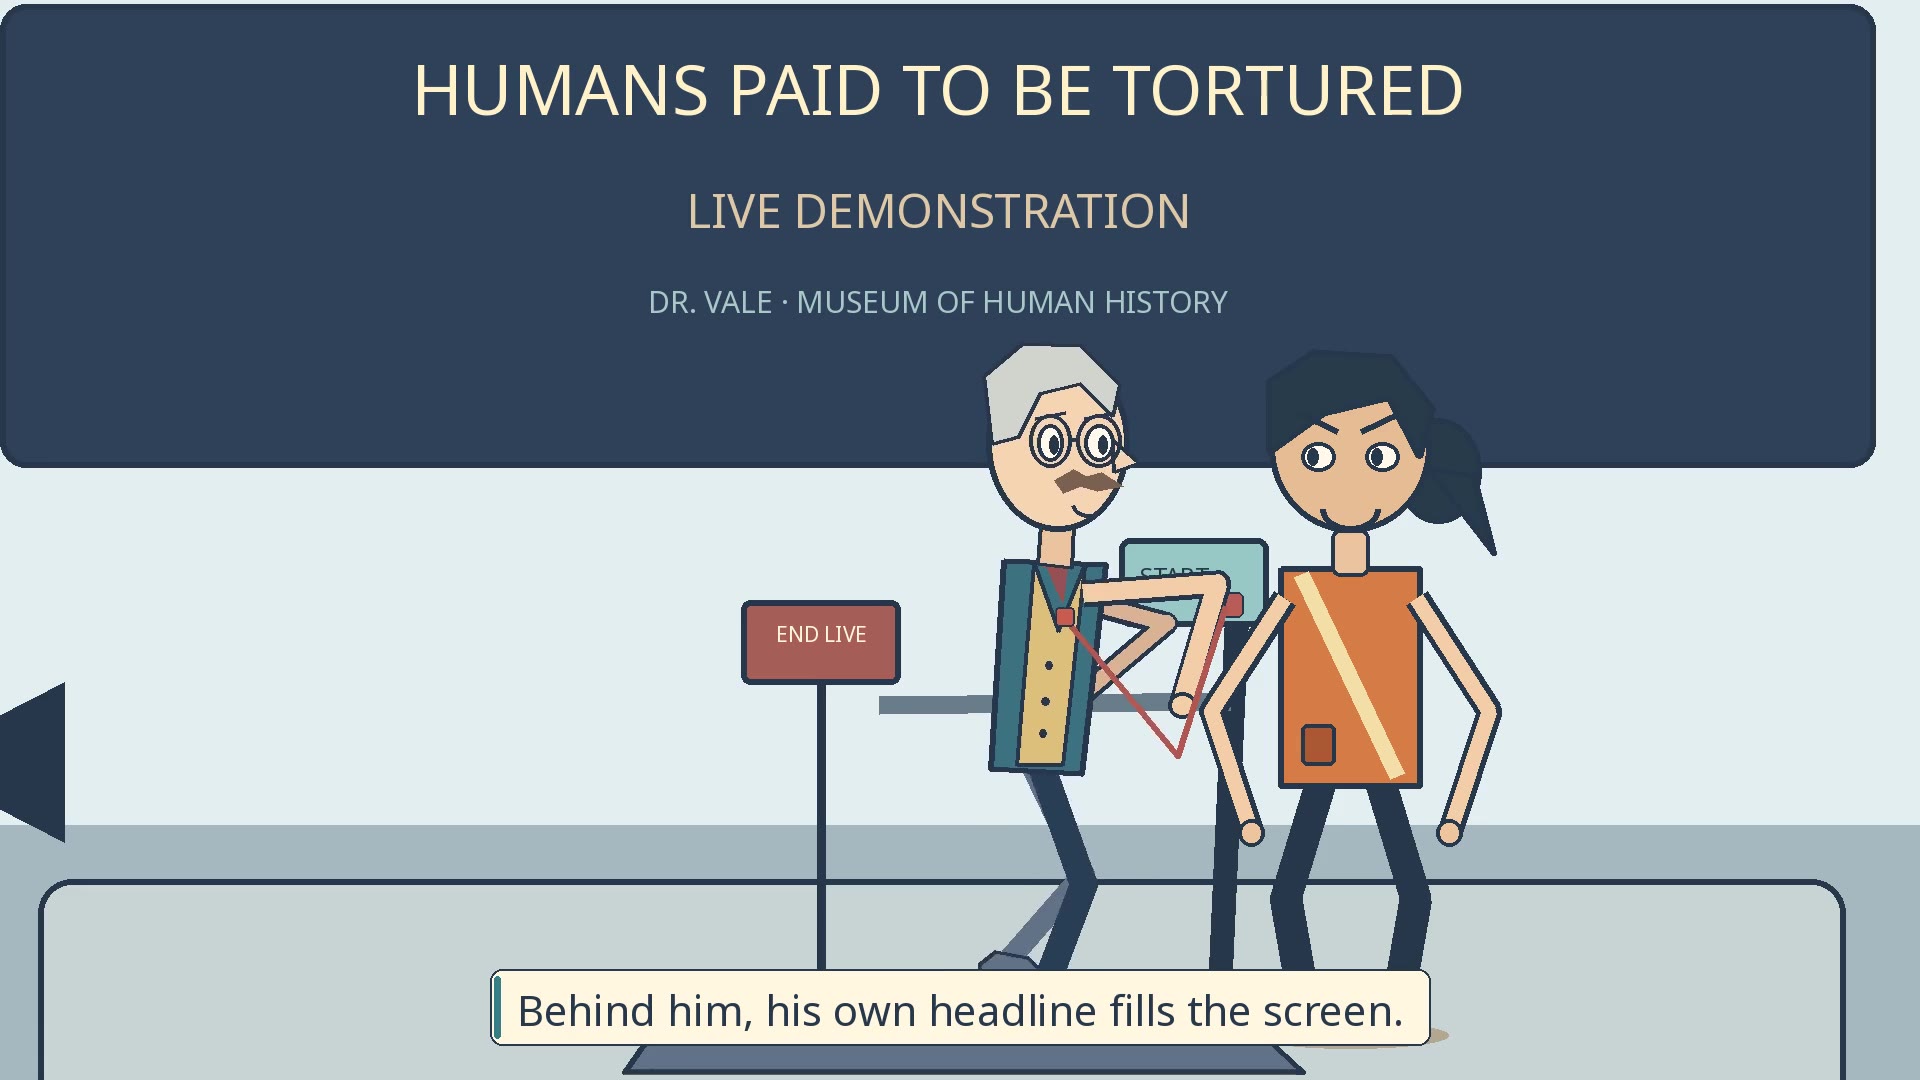 HUMANS PAID TO BE TORTURED
LIVE DEMONSTRATION
DR. VALE · MUSEUM OF HUMAN HISTORY
START
END LIVE
Behind him, his own headline fills the screen.